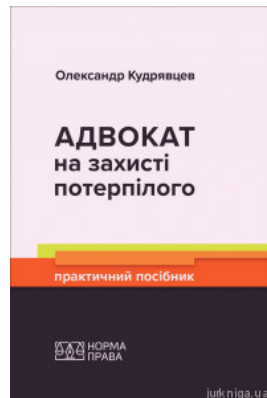 Олександр Кудрявцев
АДВОКАТ
на захисті
потерпілого
практичний посібник
НОРМА
ПРАВА
jurkniga.ua